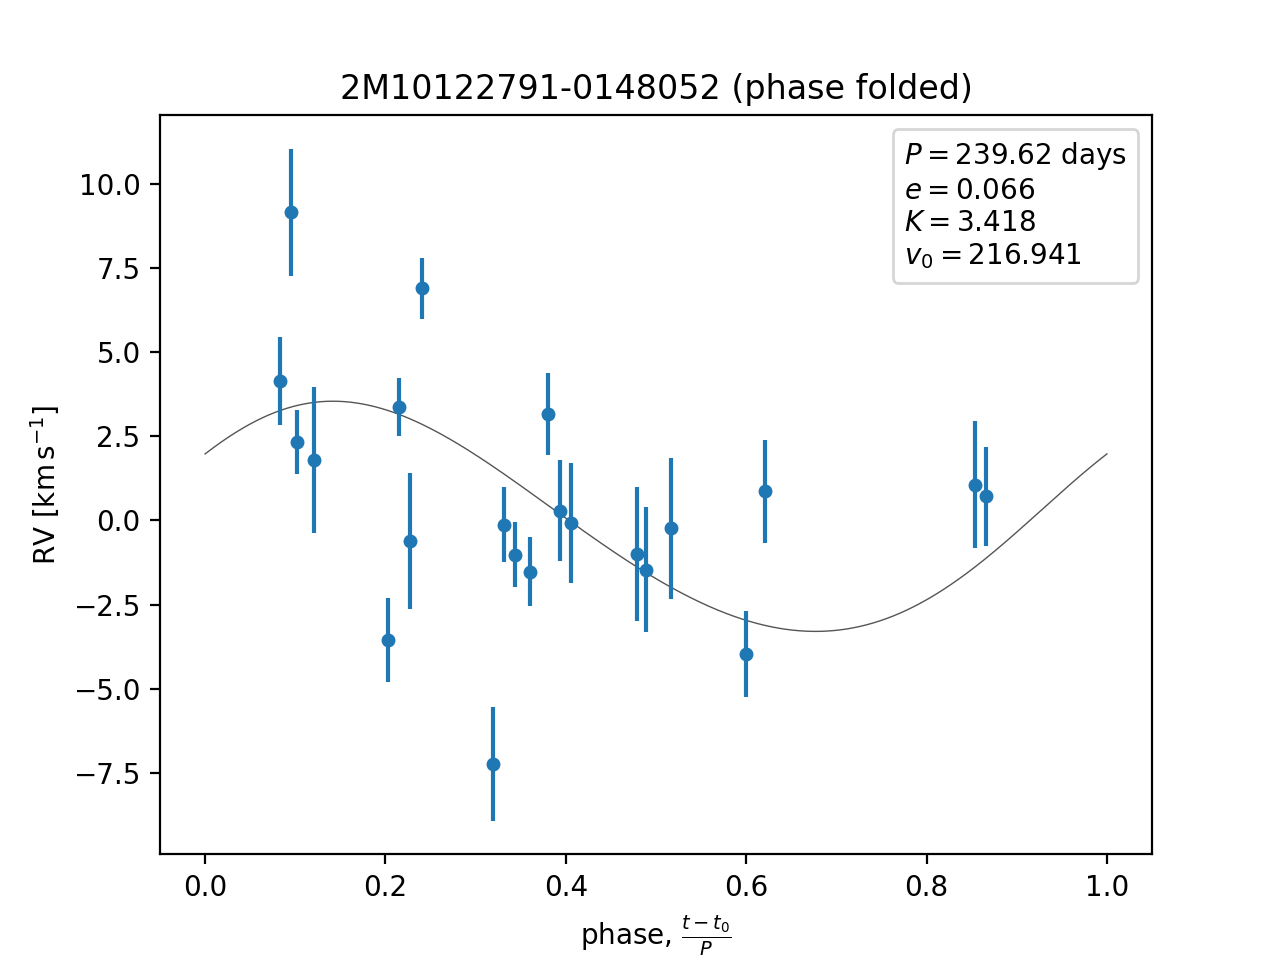 2M10122791-0148052 (phase folded)
P = 239.62 days
e = 0.066
K = 3.418
v₀ = 216.941
10.0
7.5
5.0
2.5
0.0
−2.5
−5.0
−7.5
RV [km s⁻¹]
0.0 0.2 0.4 0.6 0.8 1.0
phase, (t − t₀)/P